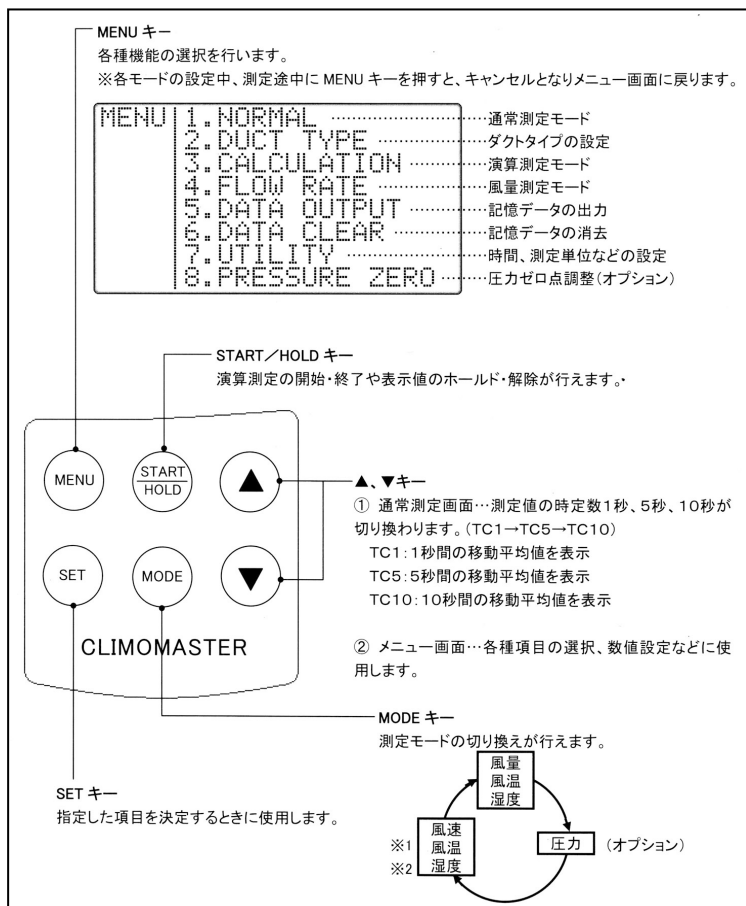 MENU キー
各種機能の選択を行います。
※各モードの設定中、測定途中に MENU キーを押すと、キャンセルとなりメニュー画面に戻ります。
MENU 1.NORMAL ……… 通常測定モード
2.DUCT TYPE ……… ダクトタイプの設定
3.CALCULATION ……… 演算測定モード
4.FLOW RATE ……… 風量測定モード
5.DATA OUTPUT ……… 記憶データの出力
6.DATA CLEAR ……… 記憶データの消去
7.UTILITY ……… 時間、測定単位などの設定
8.PRESSURE ZERO ……… 圧力ゼロ点調整(オプション)
START/HOLD キー
演算測定の開始・終了や表示値のホールド・解除が行えます。
MENU
START
HOLD
▲
SET
MODE
▼
CLIMOMASTER
▲、▼キー
① 通常測定画面…測定値の時定数1秒、5秒、10秒が
切り換わります。(TC1→TC5→TC10)
TC1:1秒間の移動平均値を表示
TC5:5秒間の移動平均値を表示
TC10:10秒間の移動平均値を表示
② メニュー画面…各種項目の選択、数値設定などに使
用します。
MODE キー
測定モードの切り換えが行えます。
風量
風温
湿度
圧力 (オプション)
風速
※1 風温
※2 湿度
SET キー
指定した項目を決定するときに使用します。